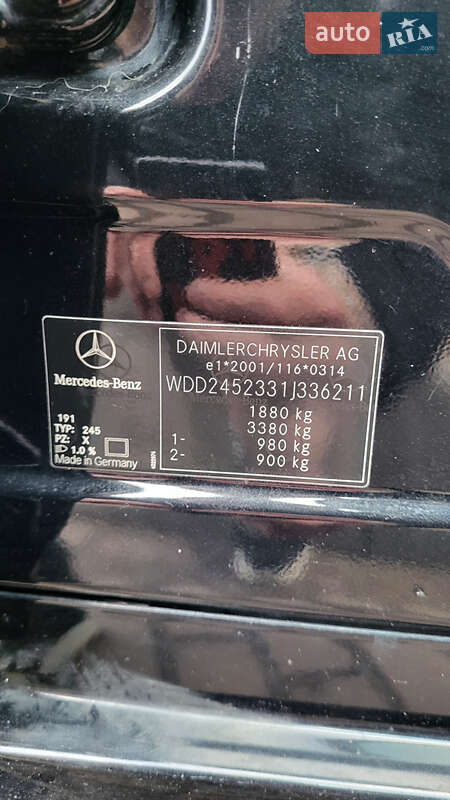 auto RIA.com
DAIMLERCHRYSLER AG
e1*2001/116*0314
WDD2452331J336211
1880 kg
3380 kg
1- 980 kg
2- 900 kg
Mercedes-Benz
191
TYP: 245
PZ: X
1.0 %
Made in Germany